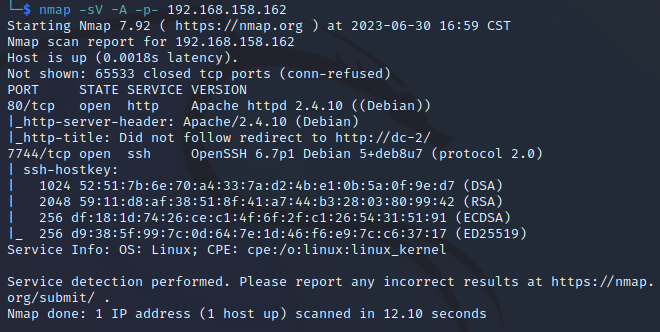 └─$ nmap -sV -A -p- 192.168.158.162
Starting Nmap 7.92 ( https://nmap.org ) at 2023-06-30 16:59 CST
Nmap scan report for 192.168.158.162
Host is up (0.0018s latency).
Not shown: 65533 closed tcp ports (conn-refused)
PORT     STATE SERVICE VERSION
80/tcp   open  http    Apache httpd 2.4.10 ((Debian))
|_http-server-header: Apache/2.4.10 (Debian)
|_http-title: Did not follow redirect to http://dc-2/
7744/tcp open  ssh     OpenSSH 6.7p1 Debian 5+deb8u7 (protocol 2.0)
| ssh-hostkey:
|   1024 52:51:7b:6e:70:a4:33:7a:d2:4b:e1:0b:5a:0f:9e:d7 (DSA)
|   2048 59:11:d8:af:38:51:8f:41:a7:44:b3:28:03:80:99:42 (RSA)
|   256 df:18:1d:74:26:ce:c1:4f:6f:2f:c1:26:54:31:51:91 (ECDSA)
|_  256 d9:38:5f:99:7c:0d:64:7e:1d:46:f6:e9:7c:c6:37:17 (ED25519)
Service Info: OS: Linux; CPE: cpe:/o:linux:linux_kernel

Service detection performed. Please report any incorrect results at https://nmap.
org/submit/ .
Nmap done: 1 IP address (1 host up) scanned in 12.10 seconds